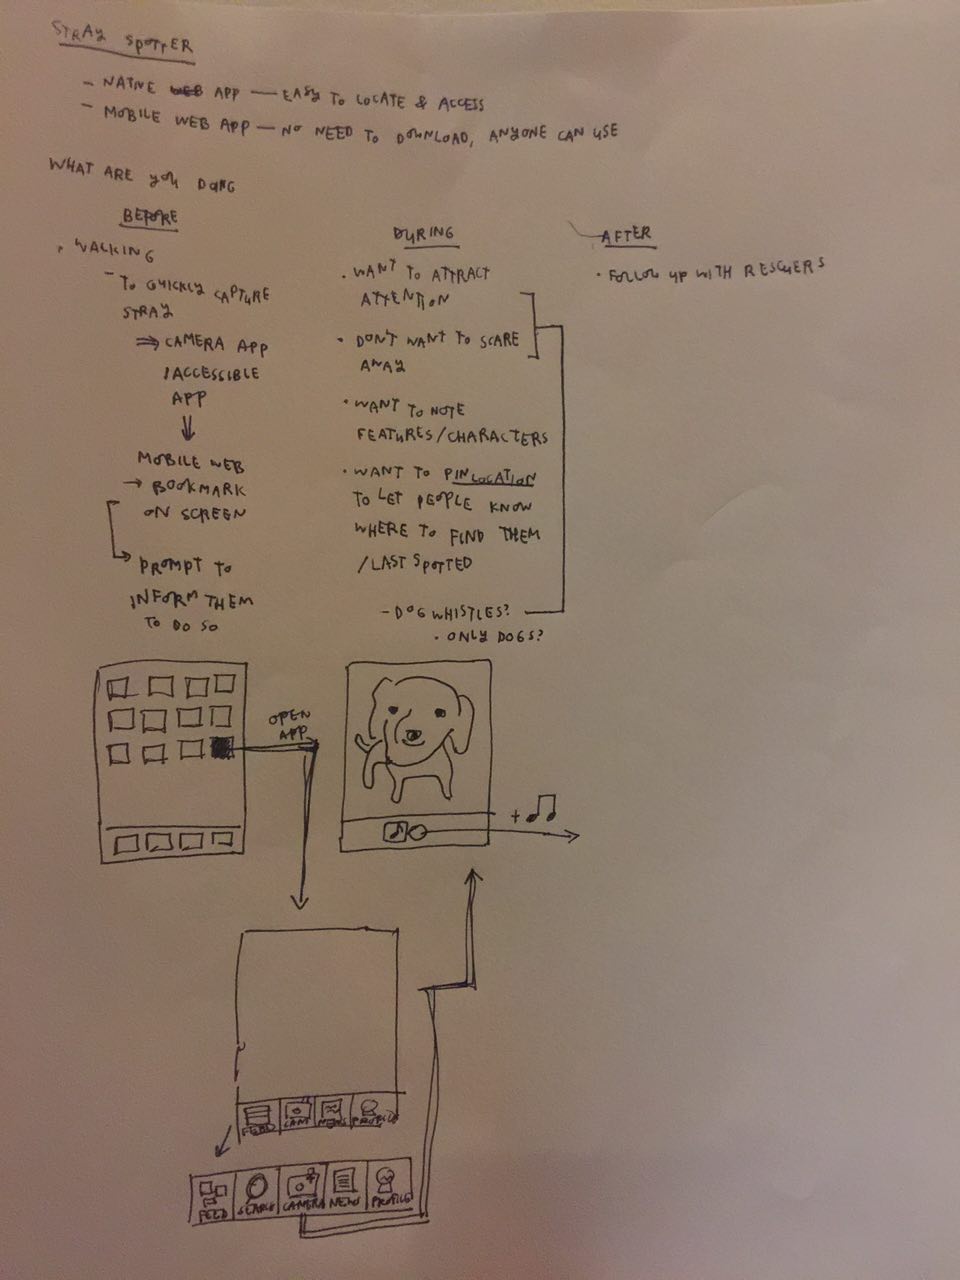 STRAY SPOTTER
- NATIVE WEB APP — EASY TO LOCATE & ACCESS
- MOBILE WEB APP — NO NEED TO DOWNLOAD, ANYONE CAN USE
WHAT ARE YOU DOING
BEFORE
• WALKING
- TO QUICKLY CAPTURE
STRAY
⇒ CAMERA APP
/ACCESSIBLE
APP
↓
MOBILE WEB
→ BOOKMARK
ON SCREEN
→ PROMPT TO
INFORM THEM
TO DO SO
DURING
• WANT TO ATTRACT
ATTENTION
• DON'T WANT TO SCARE
AWAY
• WANT TO NOTE
FEATURES/CHARACTERS
• WANT TO PIN LOCATION
TO LET PEOPLE KNOW
WHERE TO FIND THEM
/LAST SPOTTED
- DOG WHISTLES?
• ONLY DOGS?
AFTER
• FOLLOW UP WITH RESCUERS
OPEN
APP
+ ♫
FEED CAM NEWS PROFILE
FEED SEARCH CAMERA NEWS PROFILE